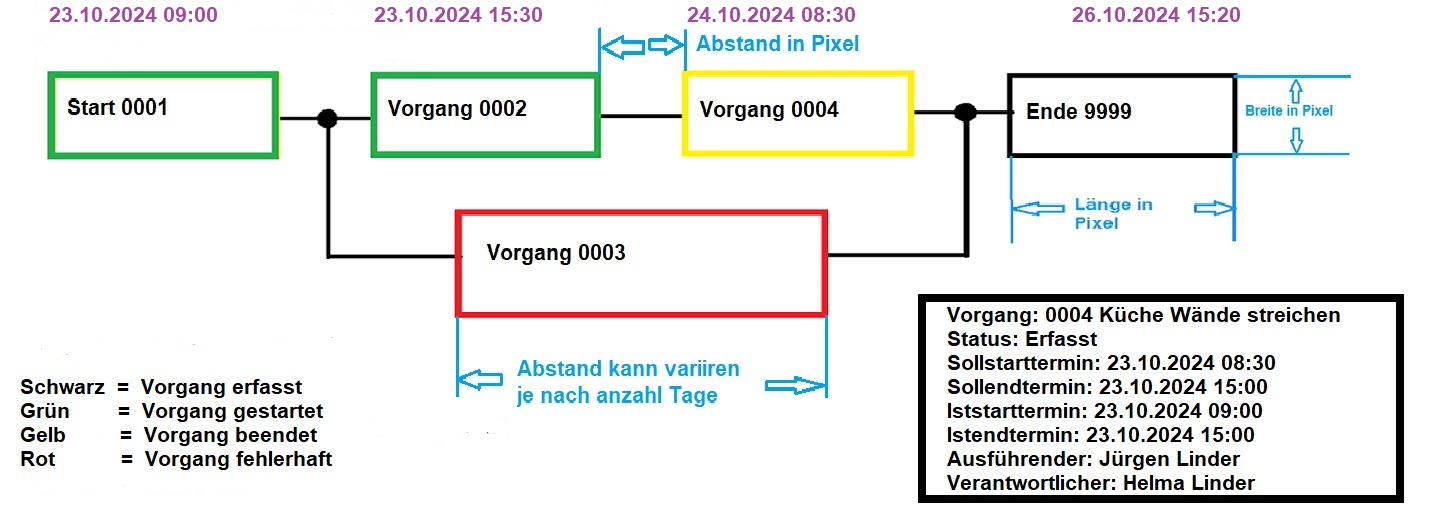 23.10.2024 09:00
23.10.2024 15:30
24.10.2024 08:30
26.10.2024 15:20
Abstand in Pixel
Start 0001
Vorgang 0002
Vorgang 0004
Ende 9999
Breite in Pixel
Länge in
Pixel
Vorgang 0003
Abstand kann variiren
je nach anzahl Tage
Schwarz = Vorgang erfasst
Grün = Vorgang gestartet
Gelb = Vorgang beendet
Rot = Vorgang fehlerhaft
Vorgang: 0004 Küche Wände streichen
Status: Erfasst
Sollstarttermin: 23.10.2024 08:30
Sollendtermin: 23.10.2024 15:00
Iststarttermin: 23.10.2024 09:00
Istendtermin: 23.10.2024 15:00
Ausführender: Jürgen Linder
Verantwortlicher: Helma Linder